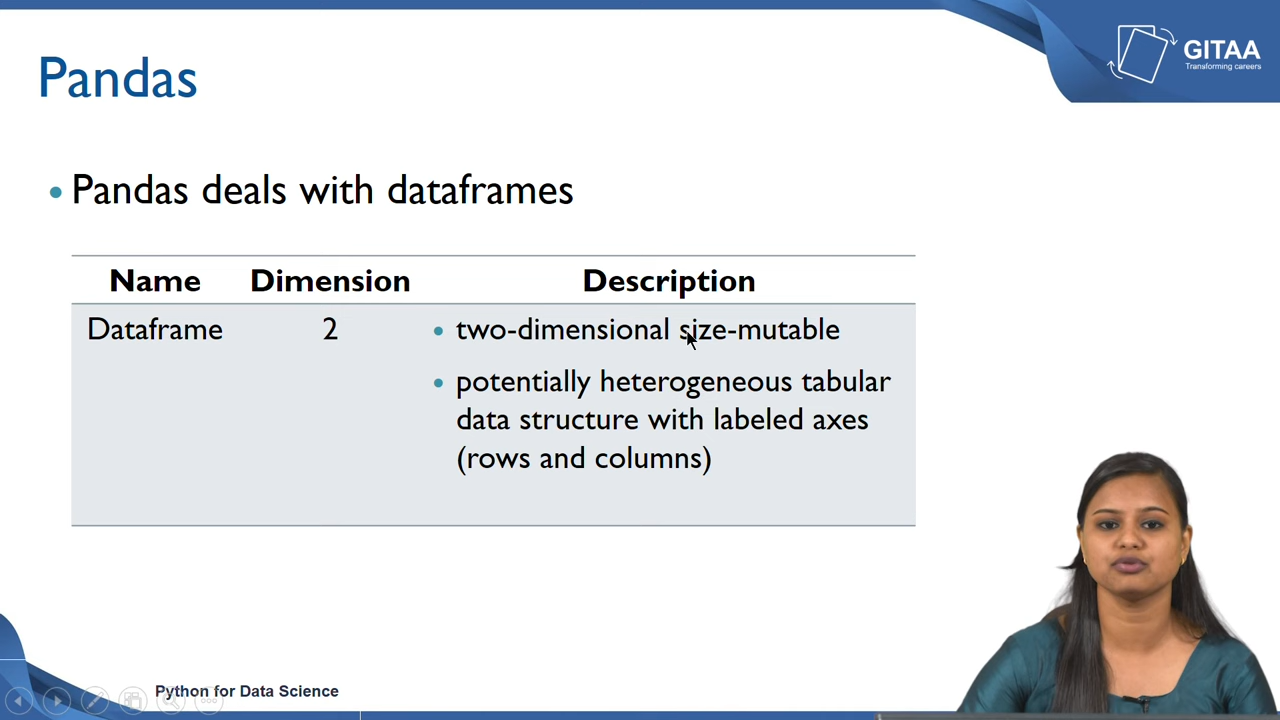 GITAA
Transforming careers
Pandas
• Pandas deals with dataframes
Name Dimension Description
Dataframe 2 • two-dimensional size-mutable
• potentially heterogeneous tabular
data structure with labeled axes
(rows and columns)
Python for Data Science